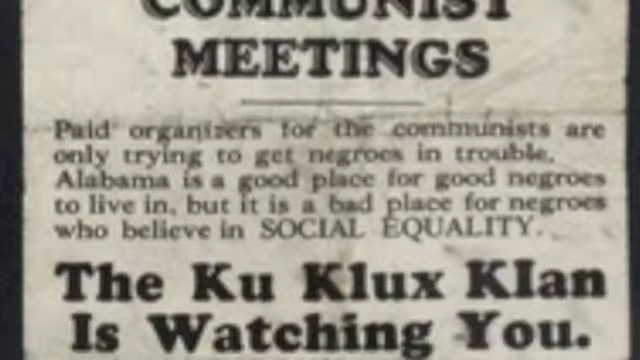 COMMUNIST
MEETINGS
Paid organizers for the communists are
only trying to get negroes in trouble.
Alabama is a good place for good negroes
to live in, but it is a bad place for negroes
who believe in SOCIAL EQUALITY.
The Ku Klux Klan
Is Watching You.